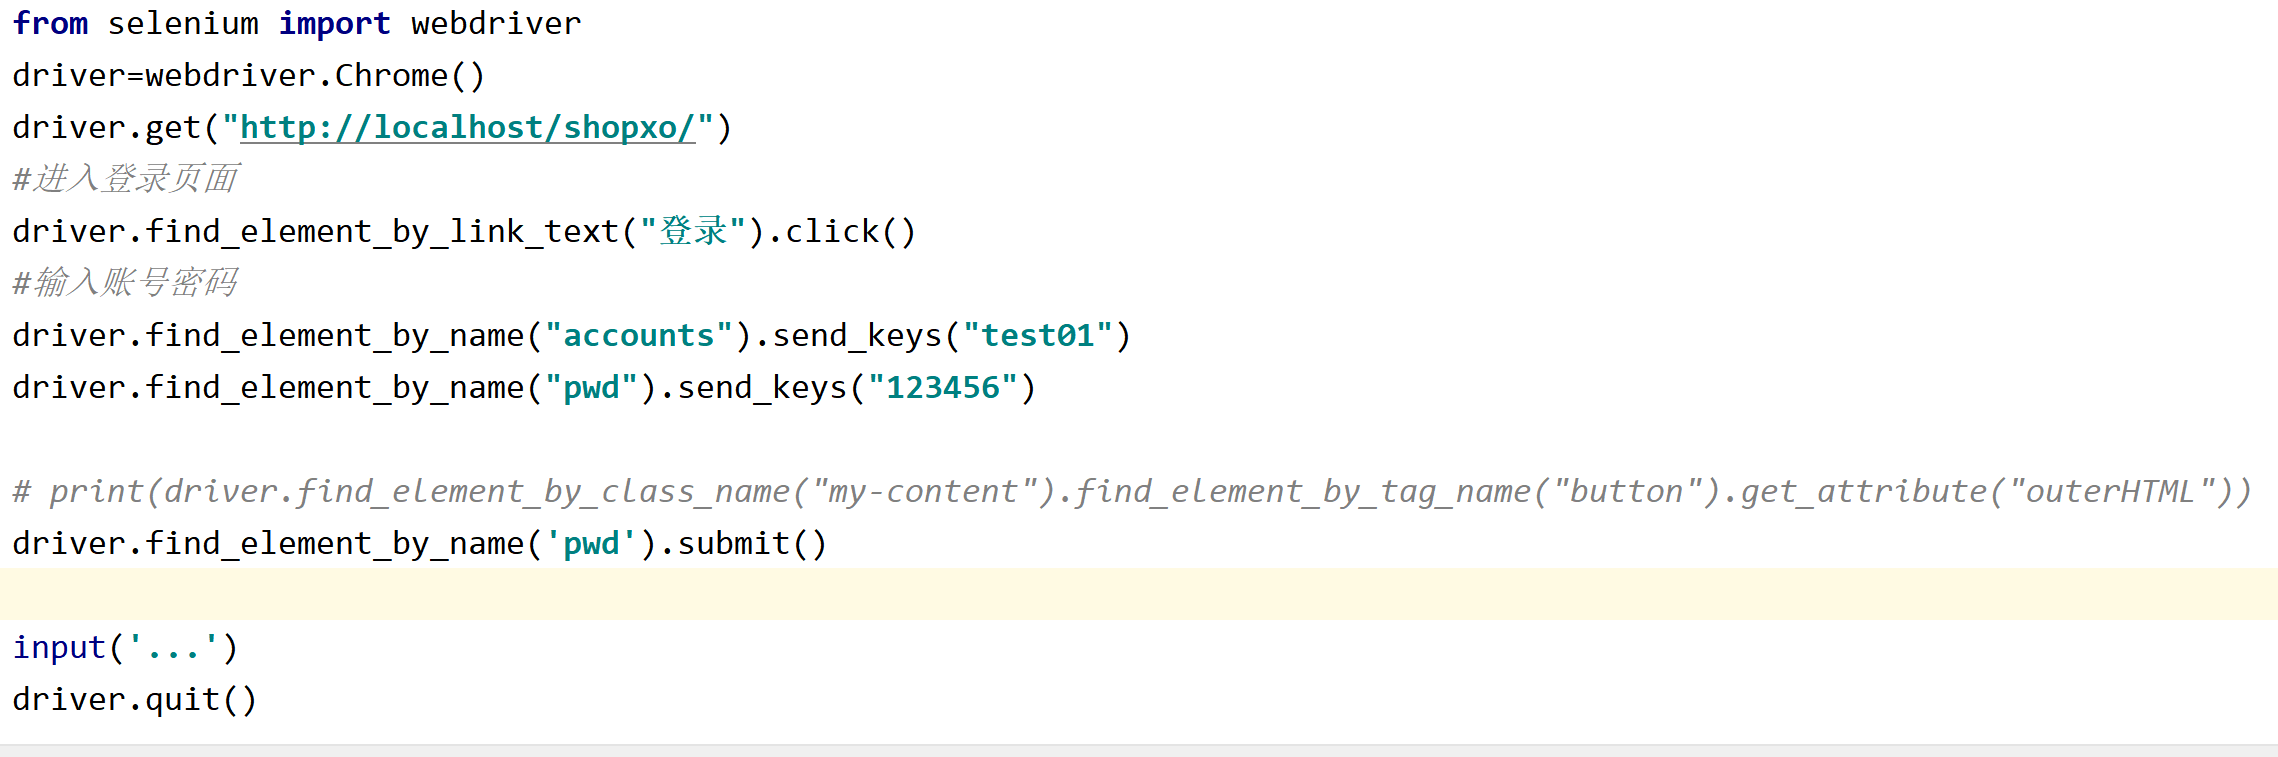 from selenium import webdriver
driver=webdriver.Chrome()
driver.get("http://localhost/shopxo/")
#进入登录页面
driver.find_element_by_link_text("登录").click()
#输入账号密码
driver.find_element_by_name("accounts").send_keys("test01")
driver.find_element_by_name("pwd").send_keys("123456")
# print(driver.find_element_by_class_name("my-content").find_element_by_tag_name("button").get_attribute("outerHTML"))
driver.find_element_by_name('pwd').submit()
input('...')
driver.quit()